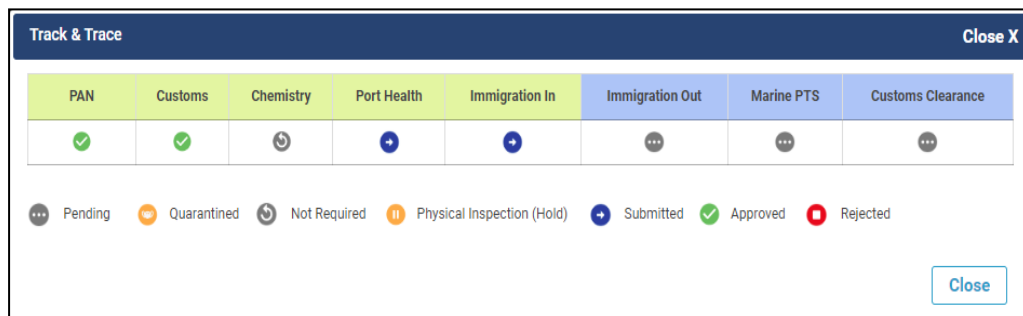 Track & Trace Close X
PAN Customs Chemistry Port Health Immigration In Immigration Out Marine PTS Customs Clearance
Pending Quarantined Not Required Physical Inspection (Hold) Submitted Approved Rejected
Close